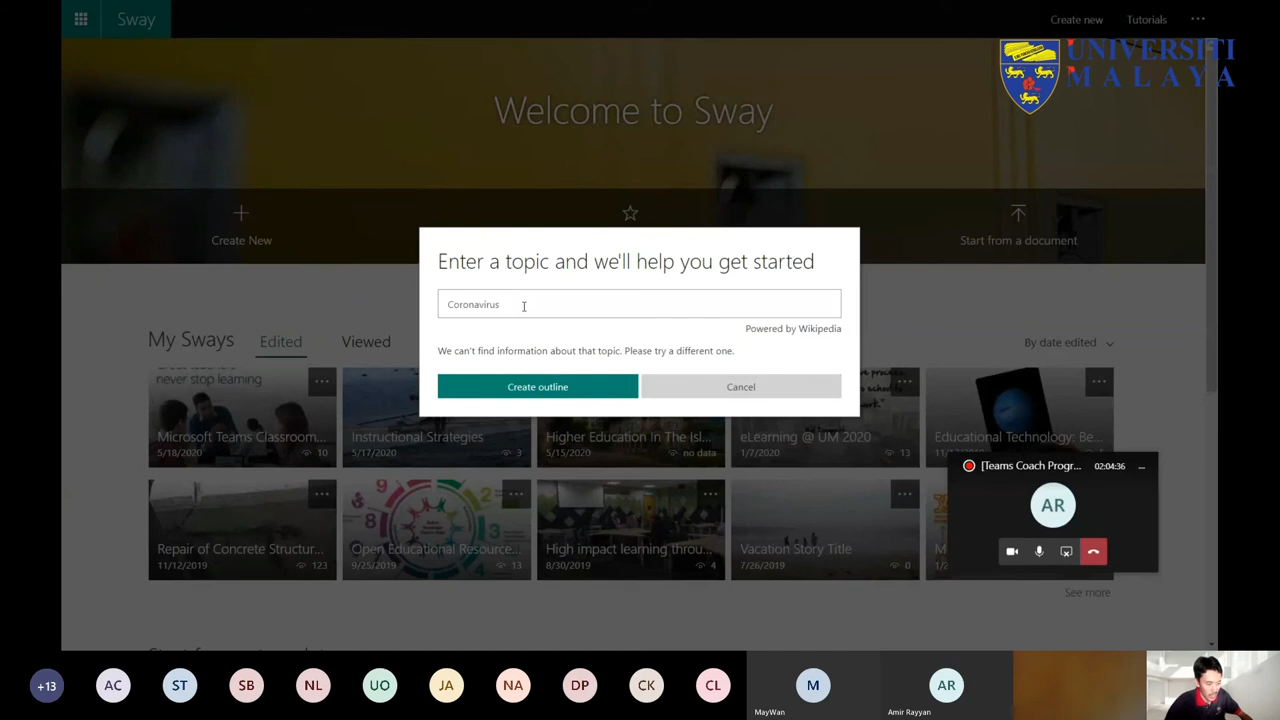 Sway
Create new
Tutorials
UNIVERSITI
MALAYA
Welcome to Sway
Create New
Start from a document
Enter a topic and we'll help you get started
Coronavirus
Powered by Wikipedia
We can't find information about that topic. Please try a different one.
Create outline
Cancel
My Sways
Edited
Viewed
By date edited
never stop learning
Microsoft Teams Classroom...
5/18/2020
10
Instructional Strategies
5/17/2020
3
Higher Education In The Isl...
5/15/2020
no data
eLearning @ UM 2020
1/7/2020
13
Educational Technology: Be...
Repair of Concrete Structur...
11/12/2019
123
Open Educational Resource...
9/25/2019
13
High impact learning throu...
8/30/2019
4
Vacation Story Title
7/26/2019
0
See more
[Teams Coach Progr...
02:04:36
AR
+13
AC
ST
SB
NL
UO
JA
NA
DP
CK
CL
M
MayWan
AR
Amir Rayyan